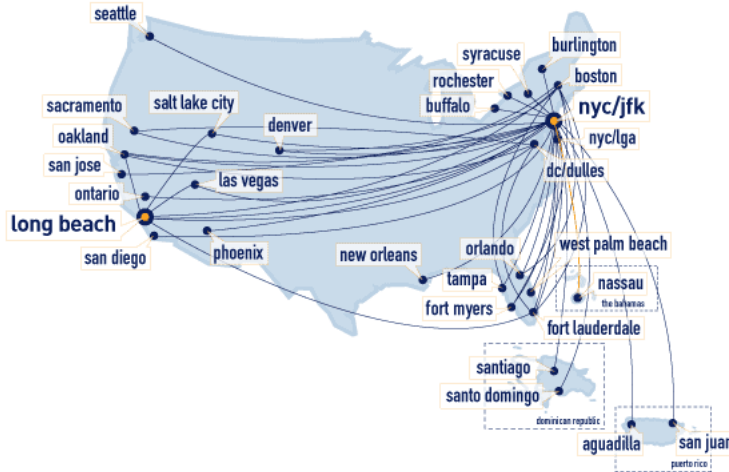 seattle
burlington
syracuse
boston
rochester
nyc/jfk
sacramento
salt lake city
buffalo
denver
oakland
nyc/lga
san jose
dc/dulles
las vegas
ontario
long beach
orlando
west palm beach
san diego
phoenix
new orleans
tampa
nassau
the bahamas
fort myers
fort lauderdale
santiago
santo domingo
dominican republic
aguadilla
san juan
puerto rico